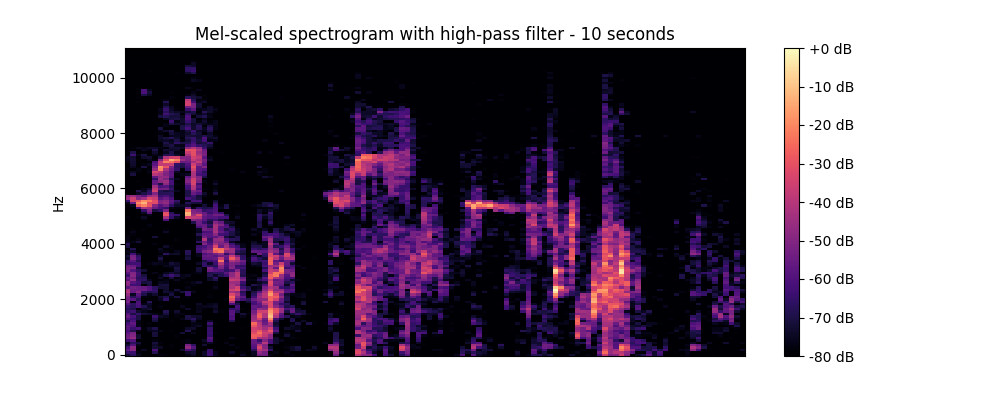 Mel-scaled spectrogram with high-pass filter - 10 seconds
Hz
10000
8000
6000
4000
2000
0
+0 dB
-10 dB
-20 dB
-30 dB
-40 dB
-50 dB
-60 dB
-70 dB
-80 dB